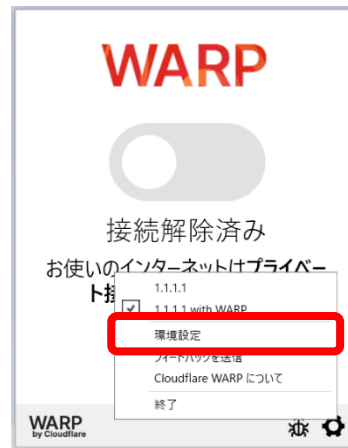 WARP
接続解除済み
お使いのインターネットはプライベー
ト接
1.1.1.1
1.1.1.1 with WARP
環境設定
フィードバックを送信
Cloudflare WARP について
終了
WARP
by Cloudflare